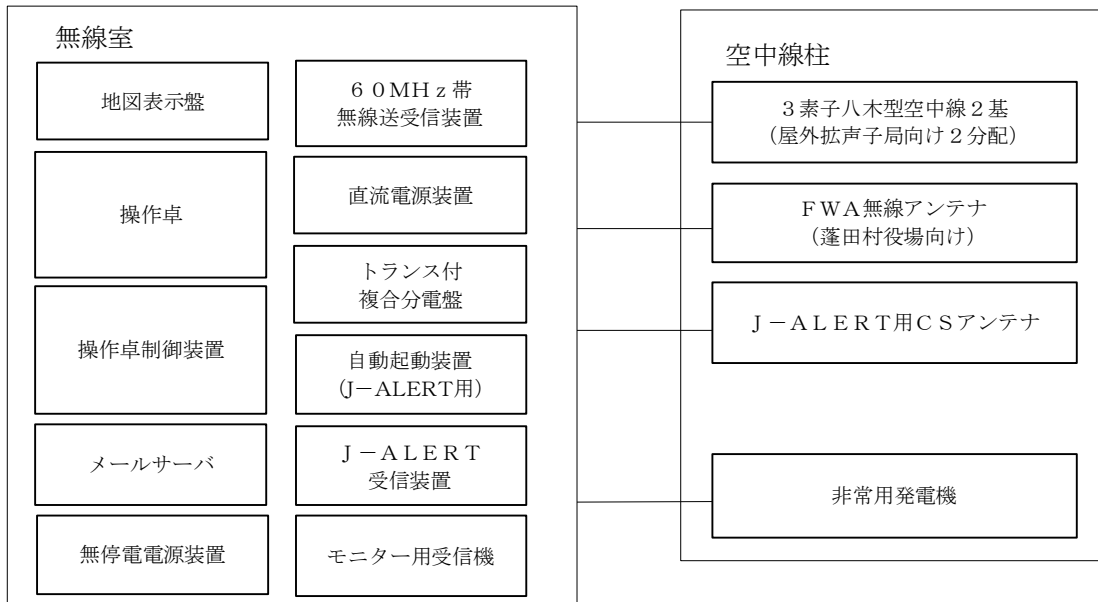 無線室
地図表示盤
操作卓
操作卓制御装置
メールサーバ
無停電電源装置
６０ＭＨｚ帯
無線送受信装置
直流電源装置
トランス付
複合分電盤
自動起動装置
(J－ALERT用)
Ｊ－ＡＬＥＲＴ
受信装置
モニター用受信機
空中線柱
３素子八木型空中線２基
(屋外拡声子局向け２分配)
ＦＷＡ無線アンテナ
(蓬田村役場向け)
Ｊ－ＡＬＥＲＴ用ＣＳアンテナ
非常用発電機